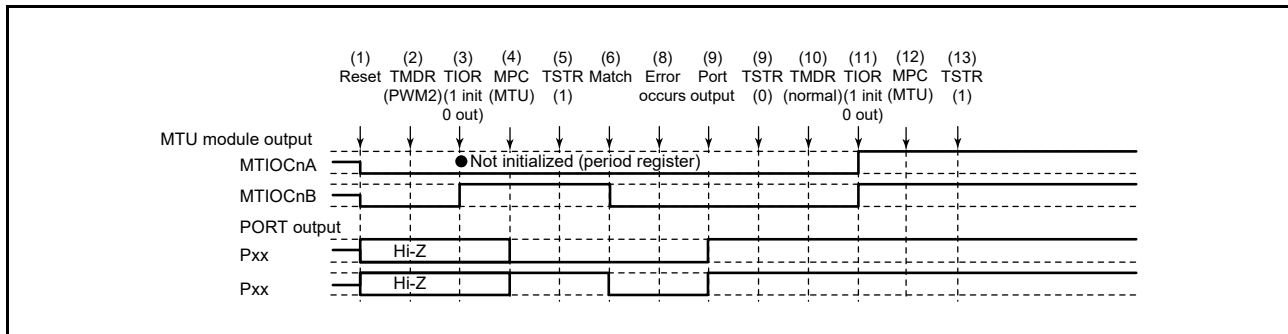 (1) (2) (3) (4) (5) (6) (8) (9) (9) (10) (11) (12) (13)
Reset TMDR TIOR MPC TSTR Match Error Port TSTR TMDR TIOR MPC TSTR
(PWM2) (1 init (MTU) (1) occurs output (0) (normal) (1 init (MTU) (1)
0 out) 0 out)
MTU module output
MTIOCnA ●Not initialized (period register)
MTIOCnB
PORT output
Pxx Hi-Z
Pxx Hi-Z